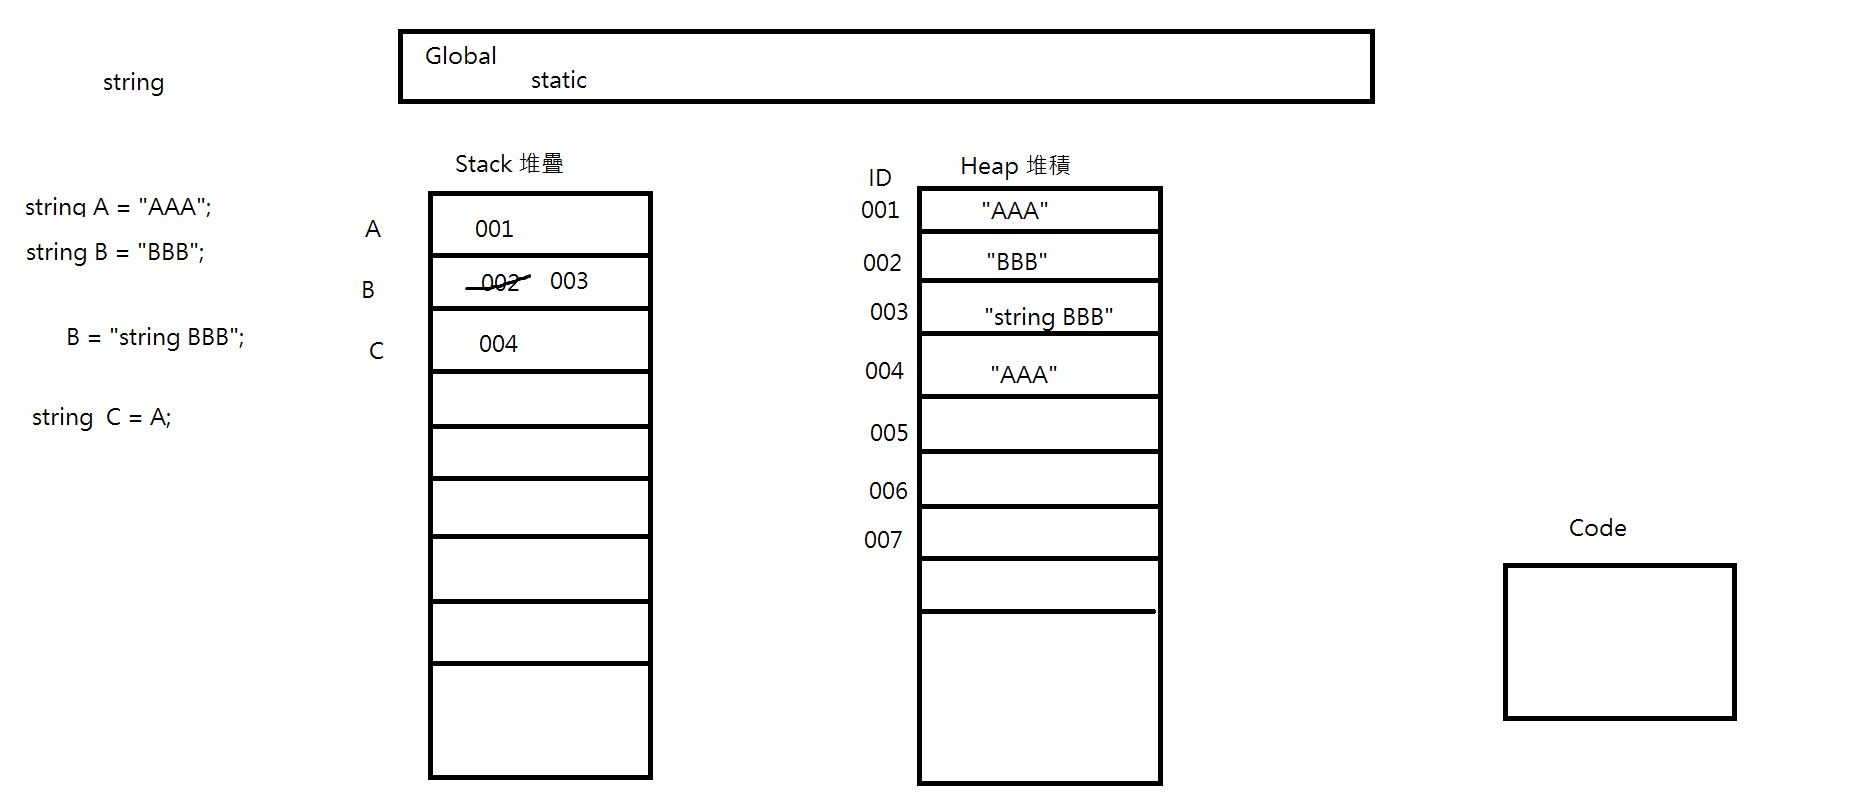 Global
static
string
Stack 堆疊
Heap 堆積
ID
string A = "AAA";
string B = "BBB";
B = "string BBB";
string  C = A;
A
001
B
002 003
C
004
001
"AAA"
002
"BBB"
003
"string BBB"
004
"AAA"
005
006
007
Code